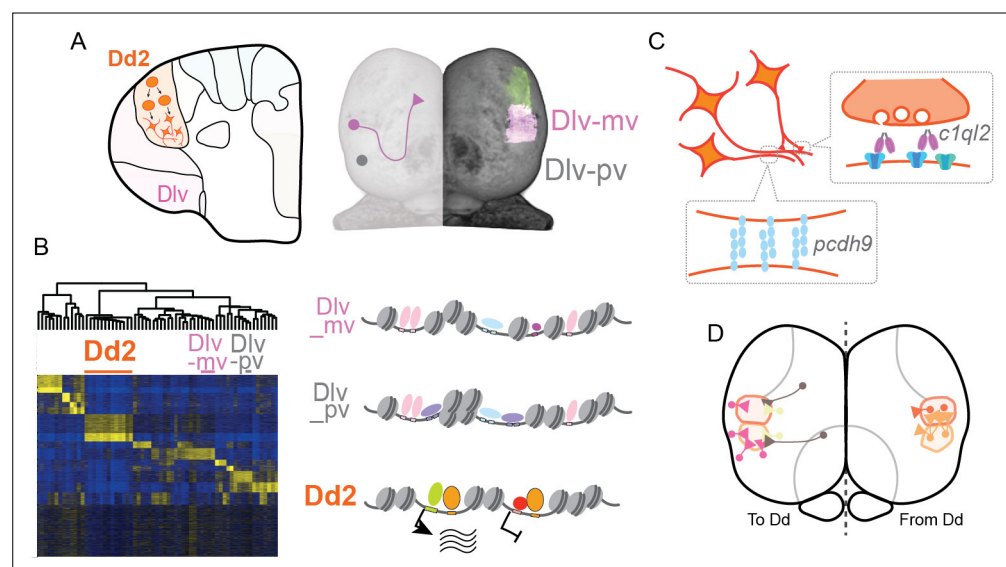 A
Dd2
Dlv
Dlv-mv
Dlv-pv
C
c1ql2
pcdh9
B
Dd2
Dlv
-mv
Dlv
-pv
Dlv
_mv
Dlv
_pv
Dd2
D
To Dd
From Dd